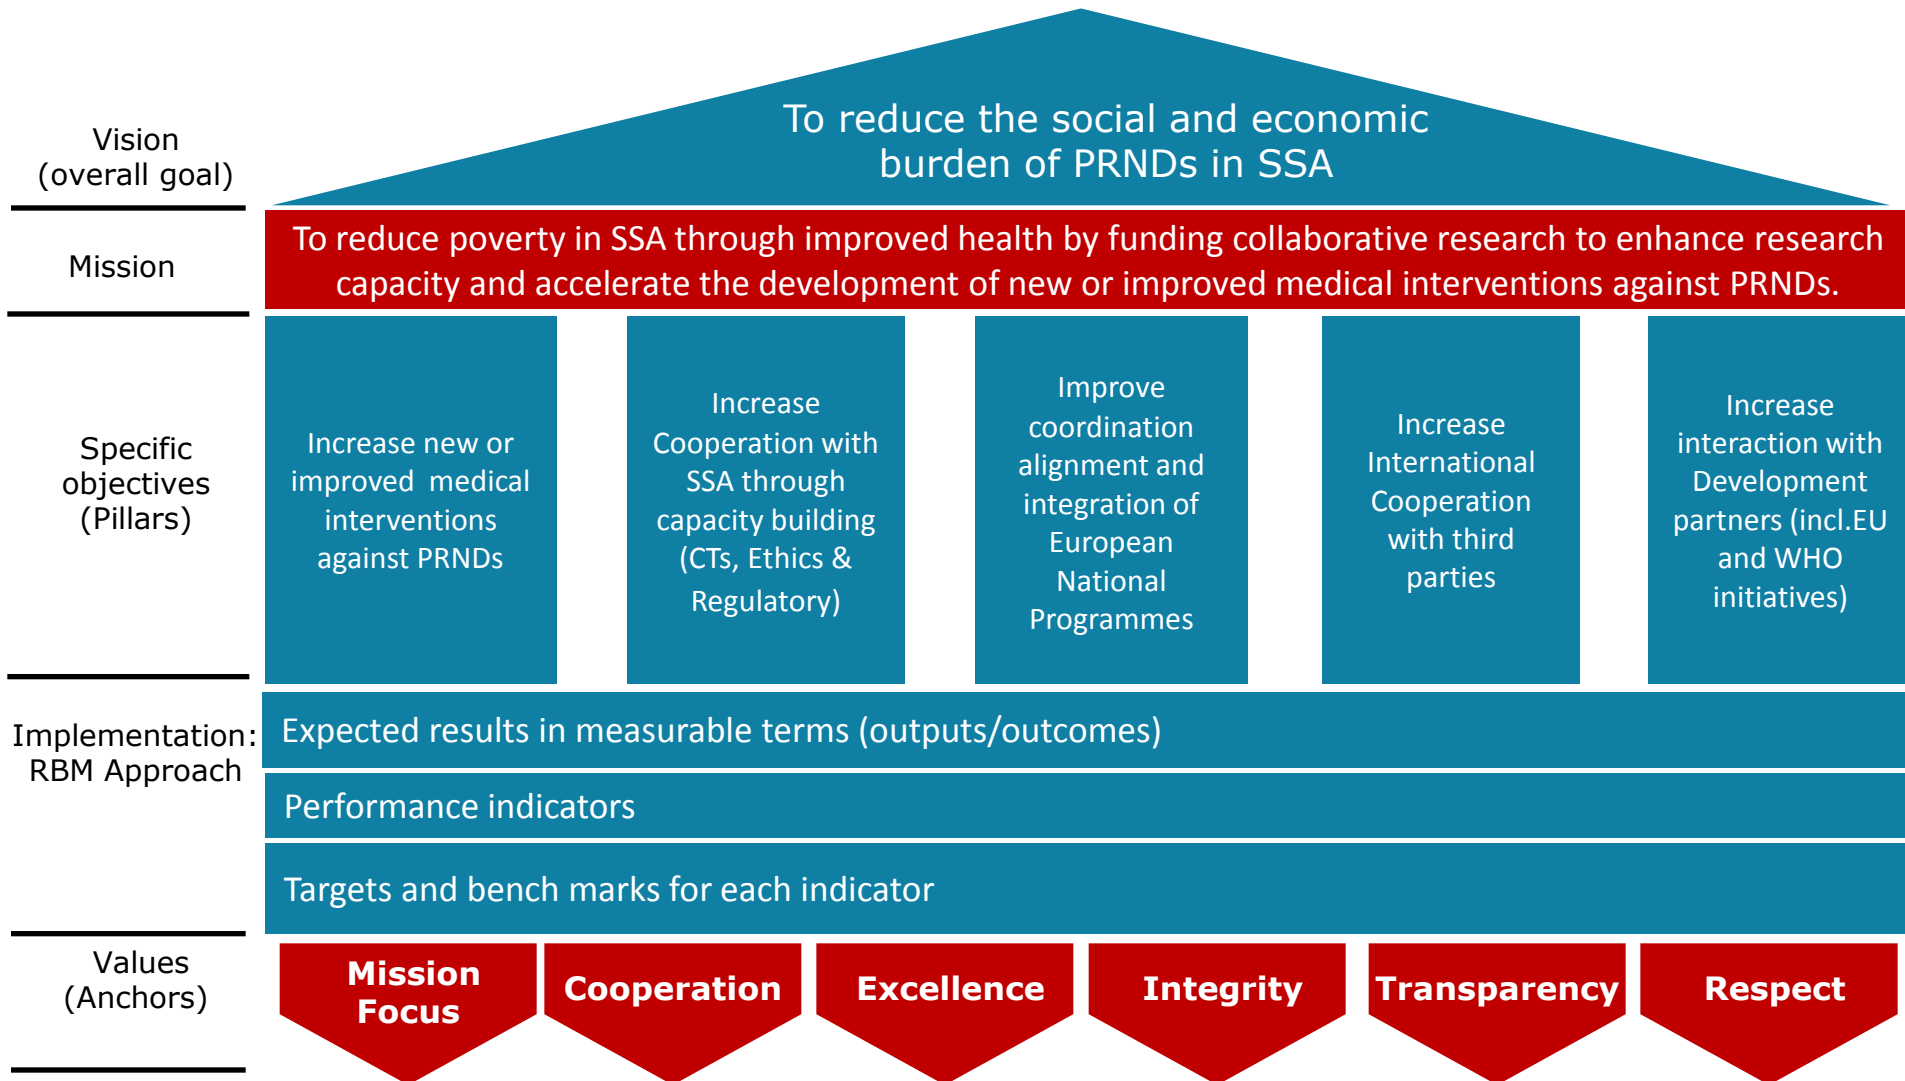 To reduce the social and economic
burden of PRNDs in SSA
Vision
(overall goal)
Mission
To reduce poverty in SSA through improved health by funding collaborative research to enhance research
capacity and accelerate the development of new or improved medical interventions against PRNDs.
Specific
objectives
(Pillars)
Increase new or
improved medical
interventions
against PRNDs
Increase
Cooperation with
SSA through
capacity building
(CTs, Ethics &
Regulatory)
Improve
coordination
alignment and
integration of
European
National
Programmes
Increase
International
Cooperation
with third
parties
Increase
interaction with
Development
partners (incl.EU
and WHO
initiatives)
Implementation:
RBM Approach
Expected results in measurable terms (outputs/outcomes)
Performance indicators
Targets and bench marks for each indicator
Values
(Anchors)
Mission
Focus
Cooperation
Excellence
Integrity
Transparency
Respect